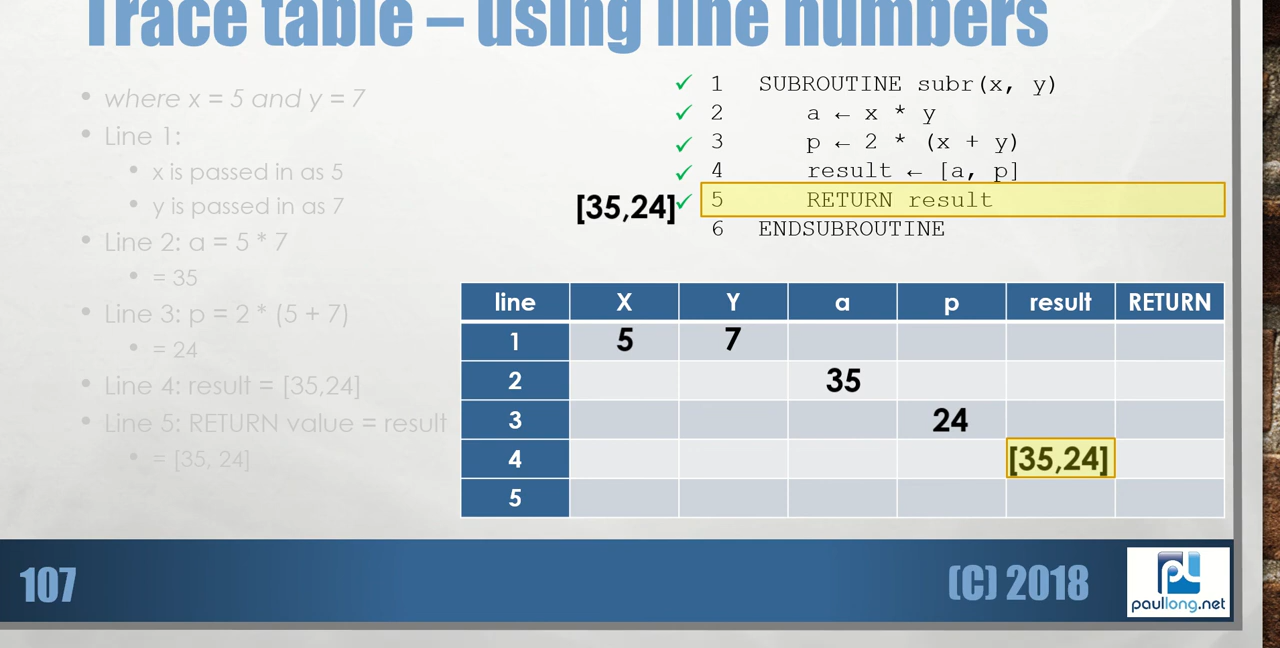 Trace table – using line numbers
• where x = 5 and y = 7
• Line 1:
• x is passed in as 5
• y is passed in as 7
• Line 2: a = 5 * 7
• = 35
• Line 3: p = 2 * (5 + 7)
• = 24
• Line 4: result = [35,24]
• Line 5: RETURN value = result
• = [35, 24]
✓ 1 SUBROUTINE subr(x, y)
✓ 2 a ← x * y
✓ 3 p ← 2 * (x + y)
✓ 4 result ← [a, p]
[35,24] ✓ 5 RETURN result
6 ENDSUBROUTINE
line X Y a p result RETURN
1 5 7
2 35
3 24
4 [35,24]
5
107
(C) 2018
pL
paullong.net